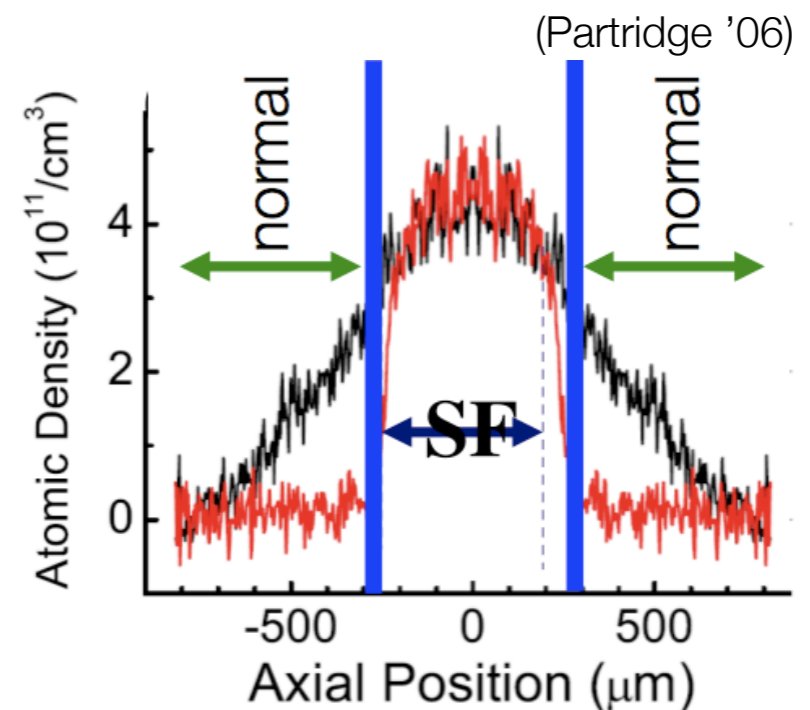 (Partridge '06)
normal
normal
Atomic Density (10¹¹/cm³)
4
2
0
SF
-500 0 500
Axial Position (μm)